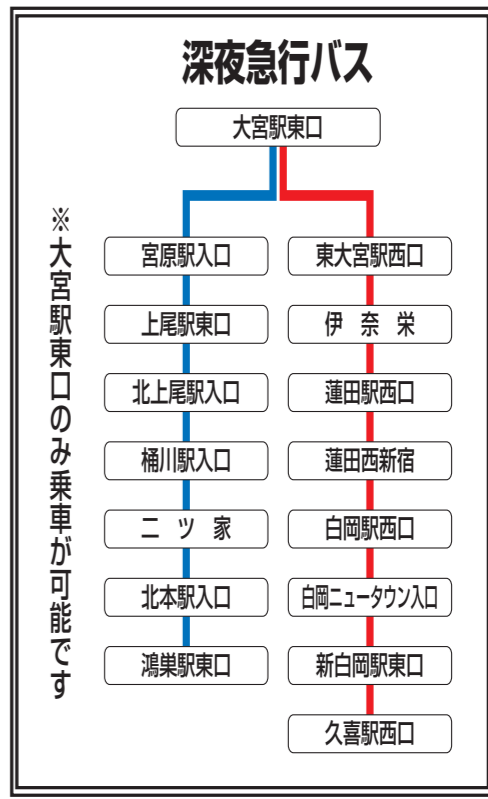 深夜急行バス
大宮駅東口
※大宮駅東口のみ乗車が可能です
宮原駅入口
上尾駅東口
北上尾駅入口
桶川駅入口
二ツ家
北本駅入口
鴻巣駅東口
東大宮駅西口
伊奈栄
蓮田駅西口
蓮田西新宿
白岡駅西口
白岡ニュータウン入口
新白岡駅東口
久喜駅西口